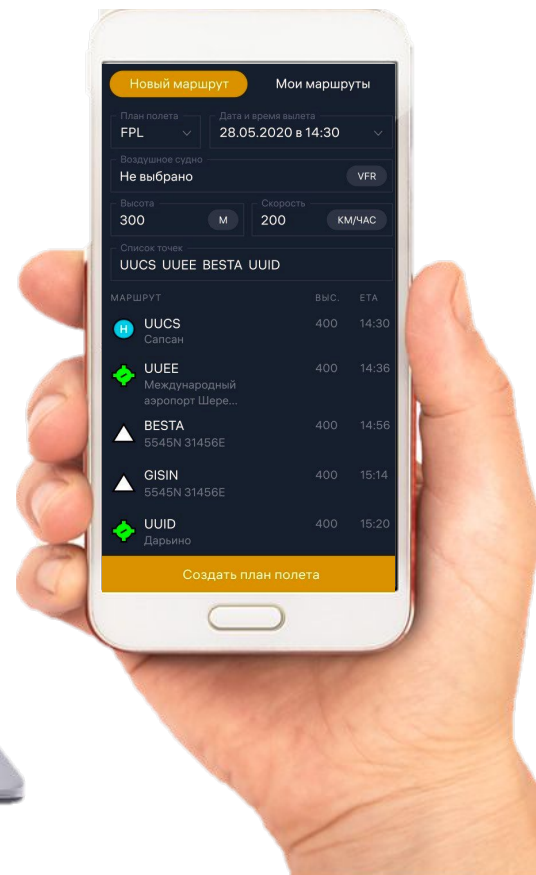 Новый маршрут Мои маршруты
План полета Дата и время вылета
FPL 28.05.2020 в 14:30
Воздушное судно
Не выбрано VFR
Высота Скорость
300 М 200 КМ/ЧАС
Список точек
UUCS UUEE BESTA UUID
МАРШРУТ ВЫС. ETA
H UUCS 400 14:30
Сапсан
UUEE 400 14:36
Международный
аэропорт Шере...
BESTA 400 14:56
5545N 31456E
GISIN 400 15:14
5545N 31456E
UUID 400 15:20
Дарьино
Создать план полета